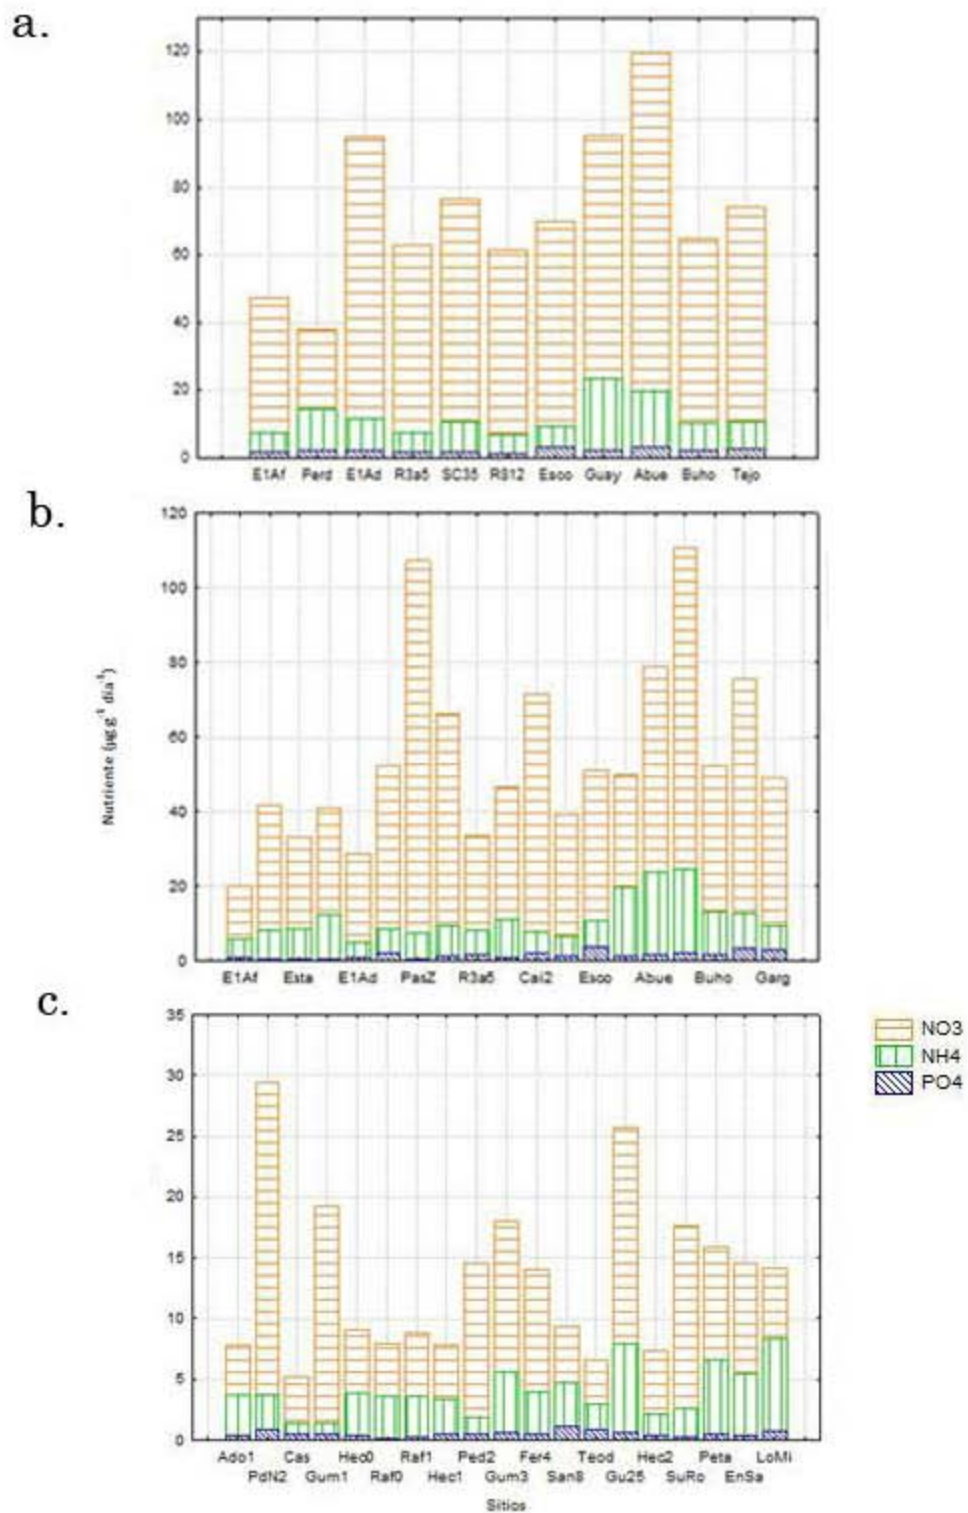 a.
120
100
80
60
40
20
0
E1Af Perd E1Ad R3a5 SC35 RS12 Esco Guay Abue Buho Tejo
b.
120
100
80
60
40
20
0
Nutriente (µg g⁻¹ dia⁻¹)
E1Af Esta E1Ad PasZ R3a5 Cai2 Esco Abue Buho Garg
c.
35
30
25
20
15
10
5
0
NO3
NH4
PO4
Ado1 Cas Hec0 Raf1 Ped2 Fer4 Teod Hec2 Peta LoMi
PdN2 Gum1 Raf0 Hec1 Gum3 San8 Gu25 SuRo EnSa
Sitios